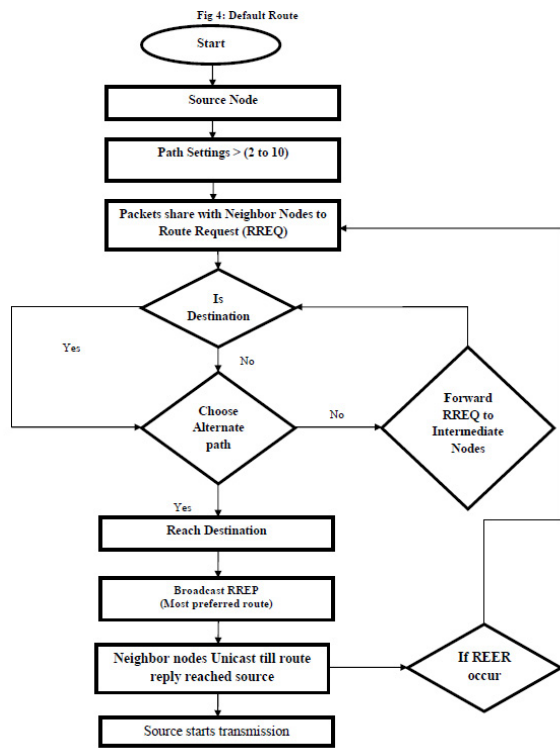 Fig 4: Default Route
Start
Source Node
Path Settings > (2 to 10)
Packets share with Neighbor Nodes to
Route Request (RREQ)
Is
Destination
Yes
No
Choose
Alternate
path
No
Forward
RREQ to
Intermediate
Nodes
Yes
Reach Destination
Broadcast RREP
(Most preferred route)
Neighbor nodes Unicast till route
reply reached source
If REER
occur
Source starts transmission